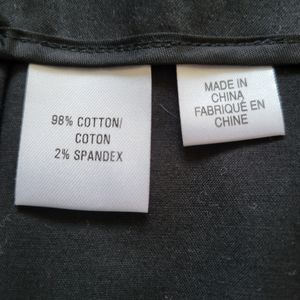 98% COTTON/
COTON
2% SPANDEX
MADE IN
CHINA
FABRIQUÉ EN
CHINE